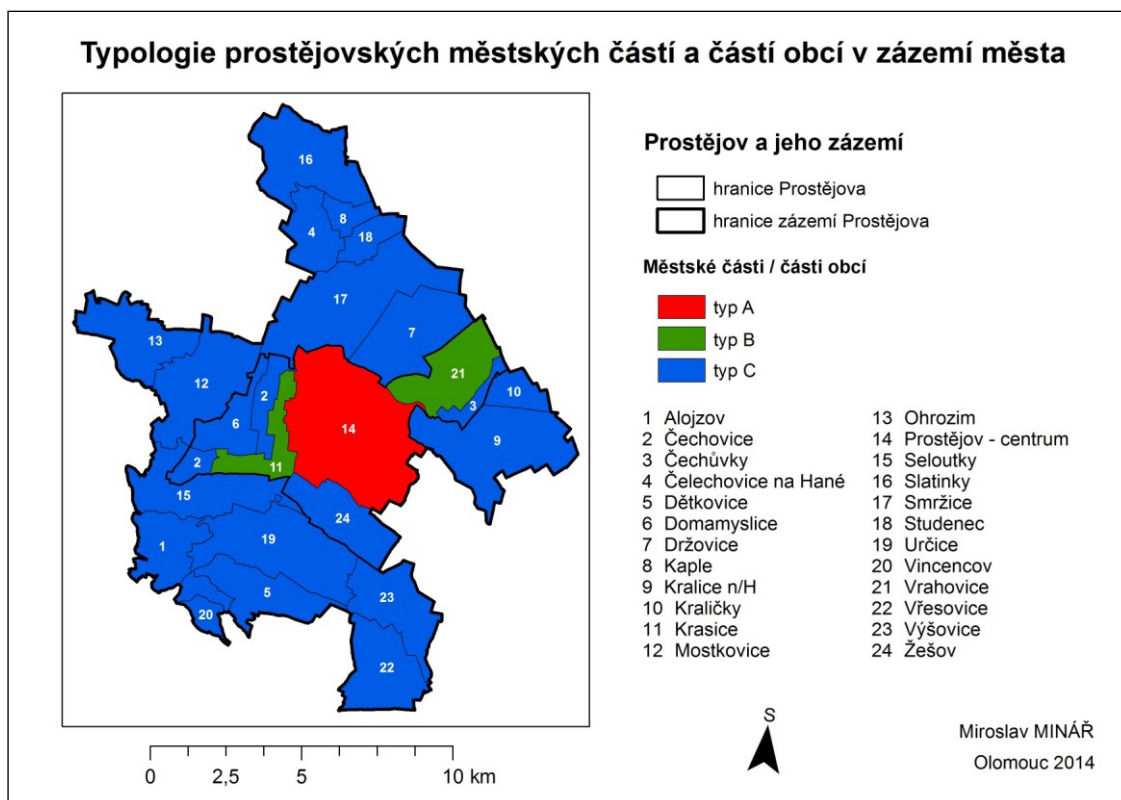 Typologie prostějovských městských částí a částí obcí v zázemí města
16
8
4
18
17
13
7
12
21
2
10
3
6
14
9
2
11
15
24
1
19
5
23
20
22
Prostějov a jeho zázemí
hranice Prostějova
hranice zázemí Prostějova
Městské části / části obcí
typ A
typ B
typ C
1 Alojzov
2 Čechovice
3 Čechůvky
4 Čelechovice na Hané
5 Dětkovice
6 Domamyslice
7 Držovice
8 Kaple
9 Kralice n/H
10 Kraličky
11 Krasice
12 Mostkovice
13 Ohrozim
14 Prostějov - centrum
15 Seloutky
16 Slatinky
17 Smržice
18 Studenec
19 Určice
20 Vincencov
21 Vrahovice
22 Vřesovice
23 Výšovice
24 Žešov
0 2,5 5 10 km
S
Miroslav MINÁŘ
Olomouc 2014